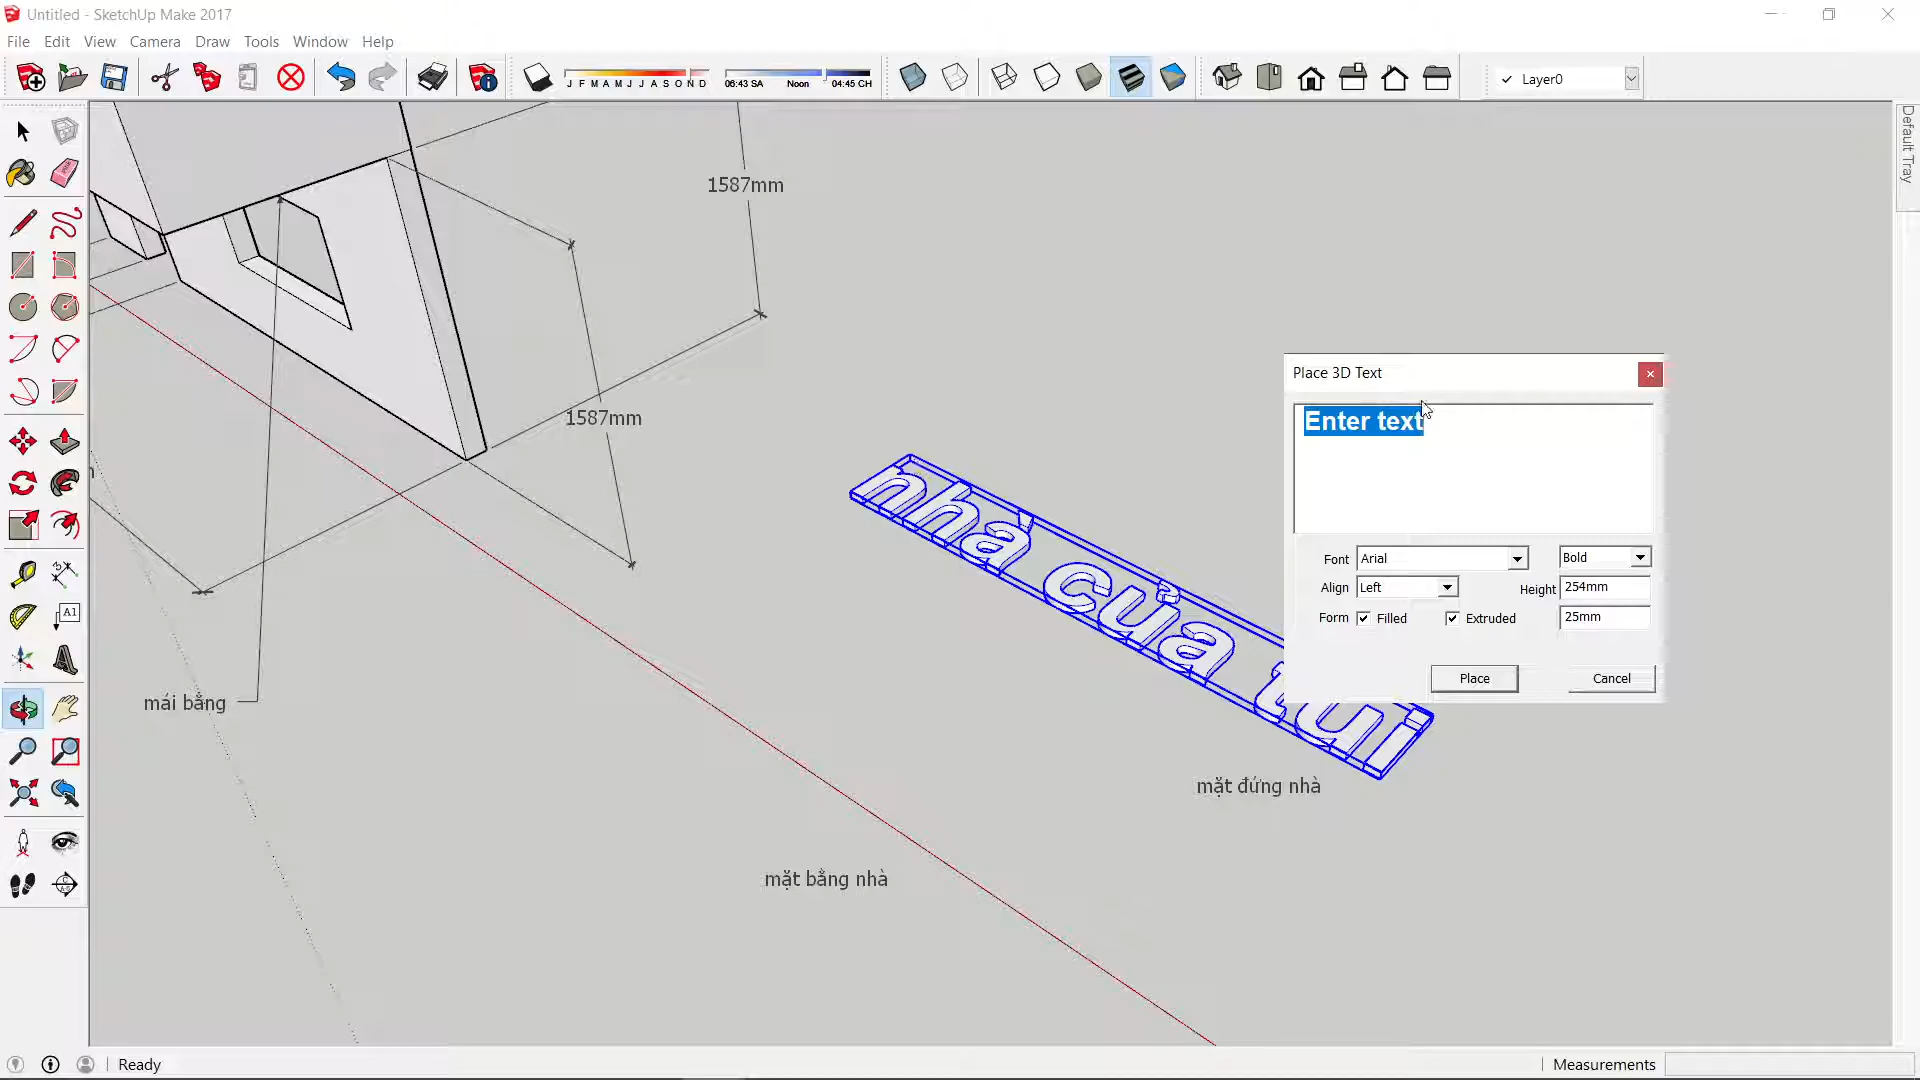 Untitled - SketchUp Make 2017
File Edit View Camera Draw Tools Window Help
J F M A M J J A S O N D
06:43 SA Noon 04:45 CH
Layer0
Default Tray
1587mm
1587mm
Place 3D Text
Enter text
Font Arial Bold
Align Left Height 254mm
Form Filled Extruded 25mm
Place Cancel
nhà của tui
A1
mái bằng
mặt đứng nhà
mặt bằng nhà
Ready
Measurements